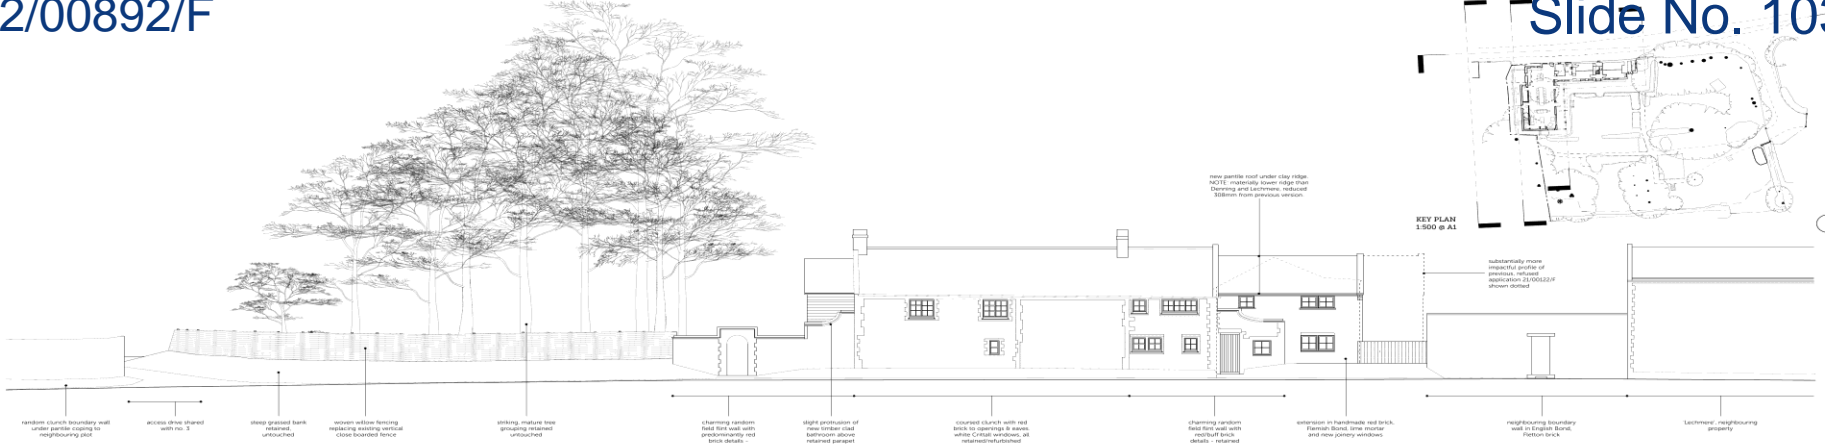 2/00892/F
Slide No. 103
new pantile roof under clay ridge.
NOTE: materially lower ridge than
Denning and Lechmere, reduced
308mm from previous version
KEY PLAN
1:500 @ A1
substantially more
impactful profile of
previous, refused
application 21/00122/F
shown dotted
random clunch boundary wall
under pantile coping to
neighbouring plot
access drive shared
with no. 3
steep grassed bank
retained,
untouched
woven willow fencing
replacing existing vertical
close boarded fence
striking, mature tree
grouping retained
untouched
charming random
field flint wall with
predominantly red
brick details –
slight protrusion of
new timber clad
bathroom above
retained parapet
coursed clunch with red
brick to openings & eaves
white Crittall windows, all
retained/refurbished
charming random
field flint wall with
red/buff brick
details – retained
extension in handmade red brick,
Flemish Bond, lime mortar
and new joinery windows
neighbouring boundary
wall in English Bond,
Fletton brick
'Lechmere', neighbouring
property